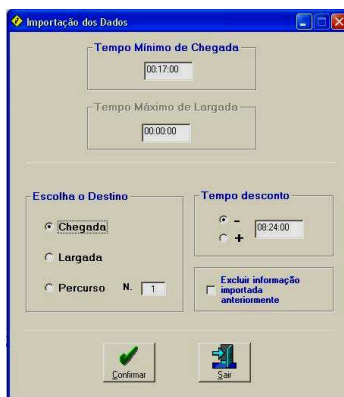 Importação dos Dados
Tempo Mínimo de Chegada
00:17:00
Tempo Máximo de Largada
00:00:00
Escolha o Destino
Chegada
Largada
Percurso N. 1
Tempo desconto
-
+
08:24:00
Excluir informação
importada
anteriormente
Confirmar
Sair